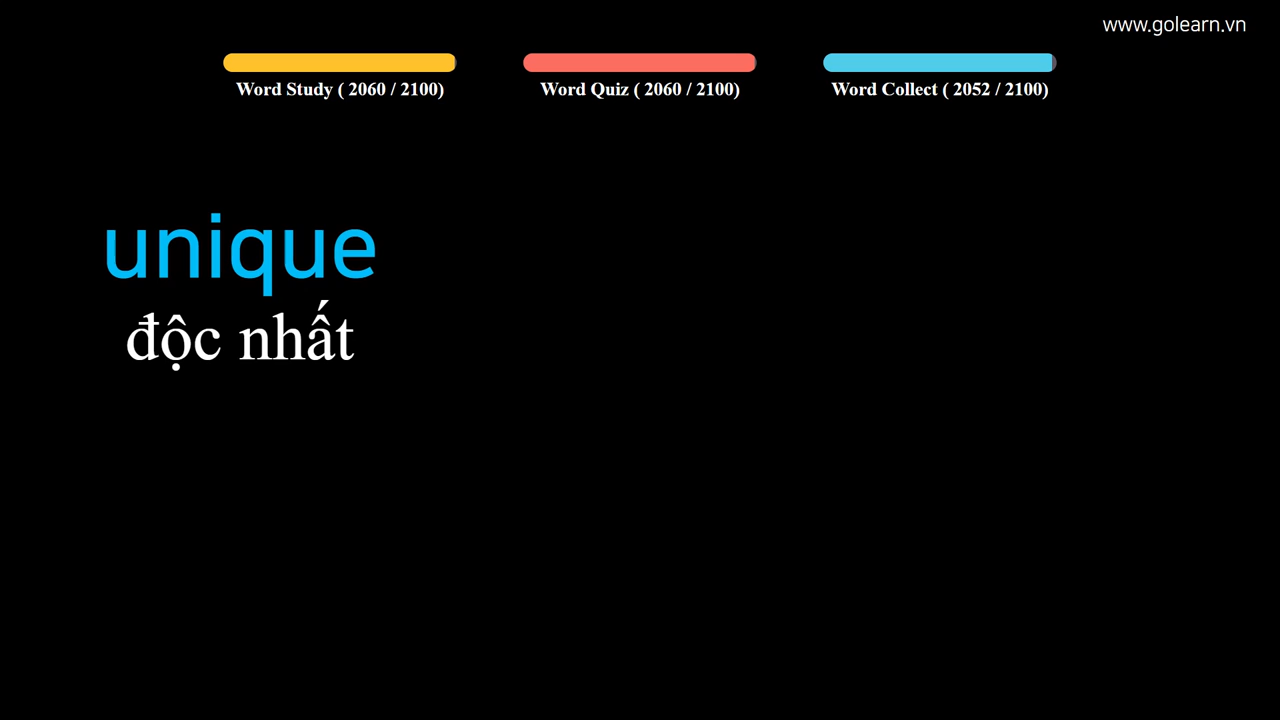 www.golearn.vn
Word Study ( 2060 / 2100)
Word Quiz ( 2060 / 2100)
Word Collect ( 2052 / 2100)
unique
độc nhất